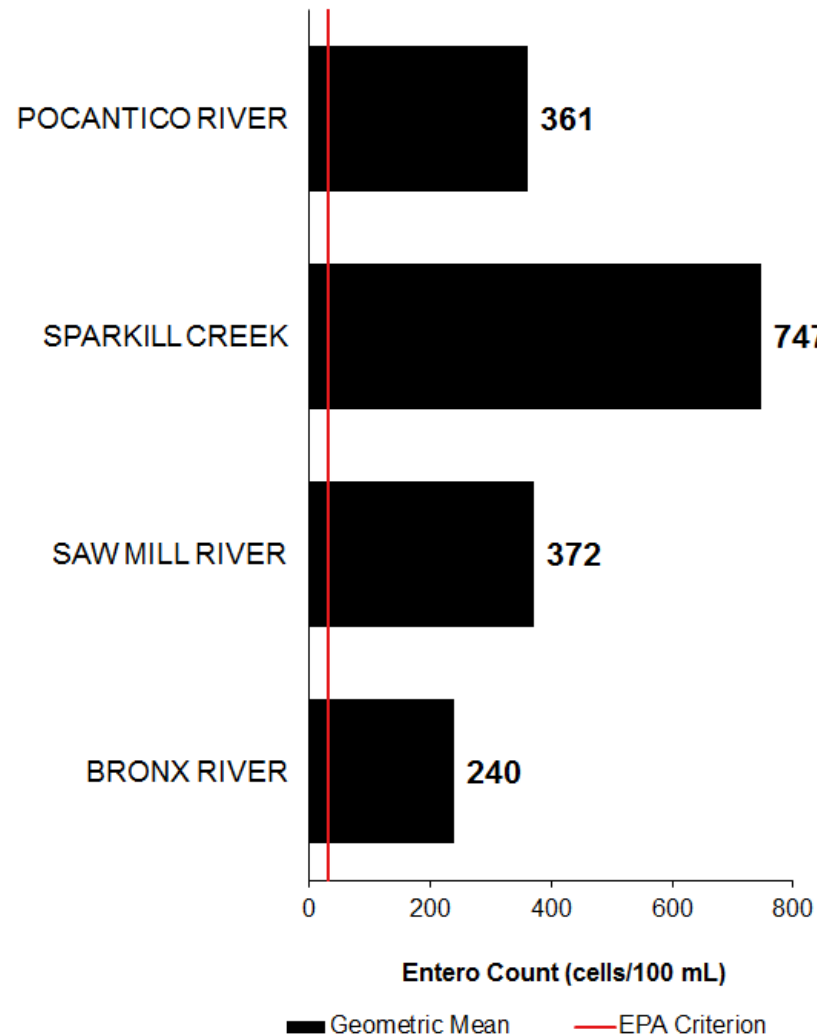 POCANTICO RIVER
361
SPARKILL CREEK
747
SAW MILL RIVER
372
BRONX RIVER
240
0 200 400 600 800
Entero Count (cells/100 mL)
Geometric Mean EPA Criterion